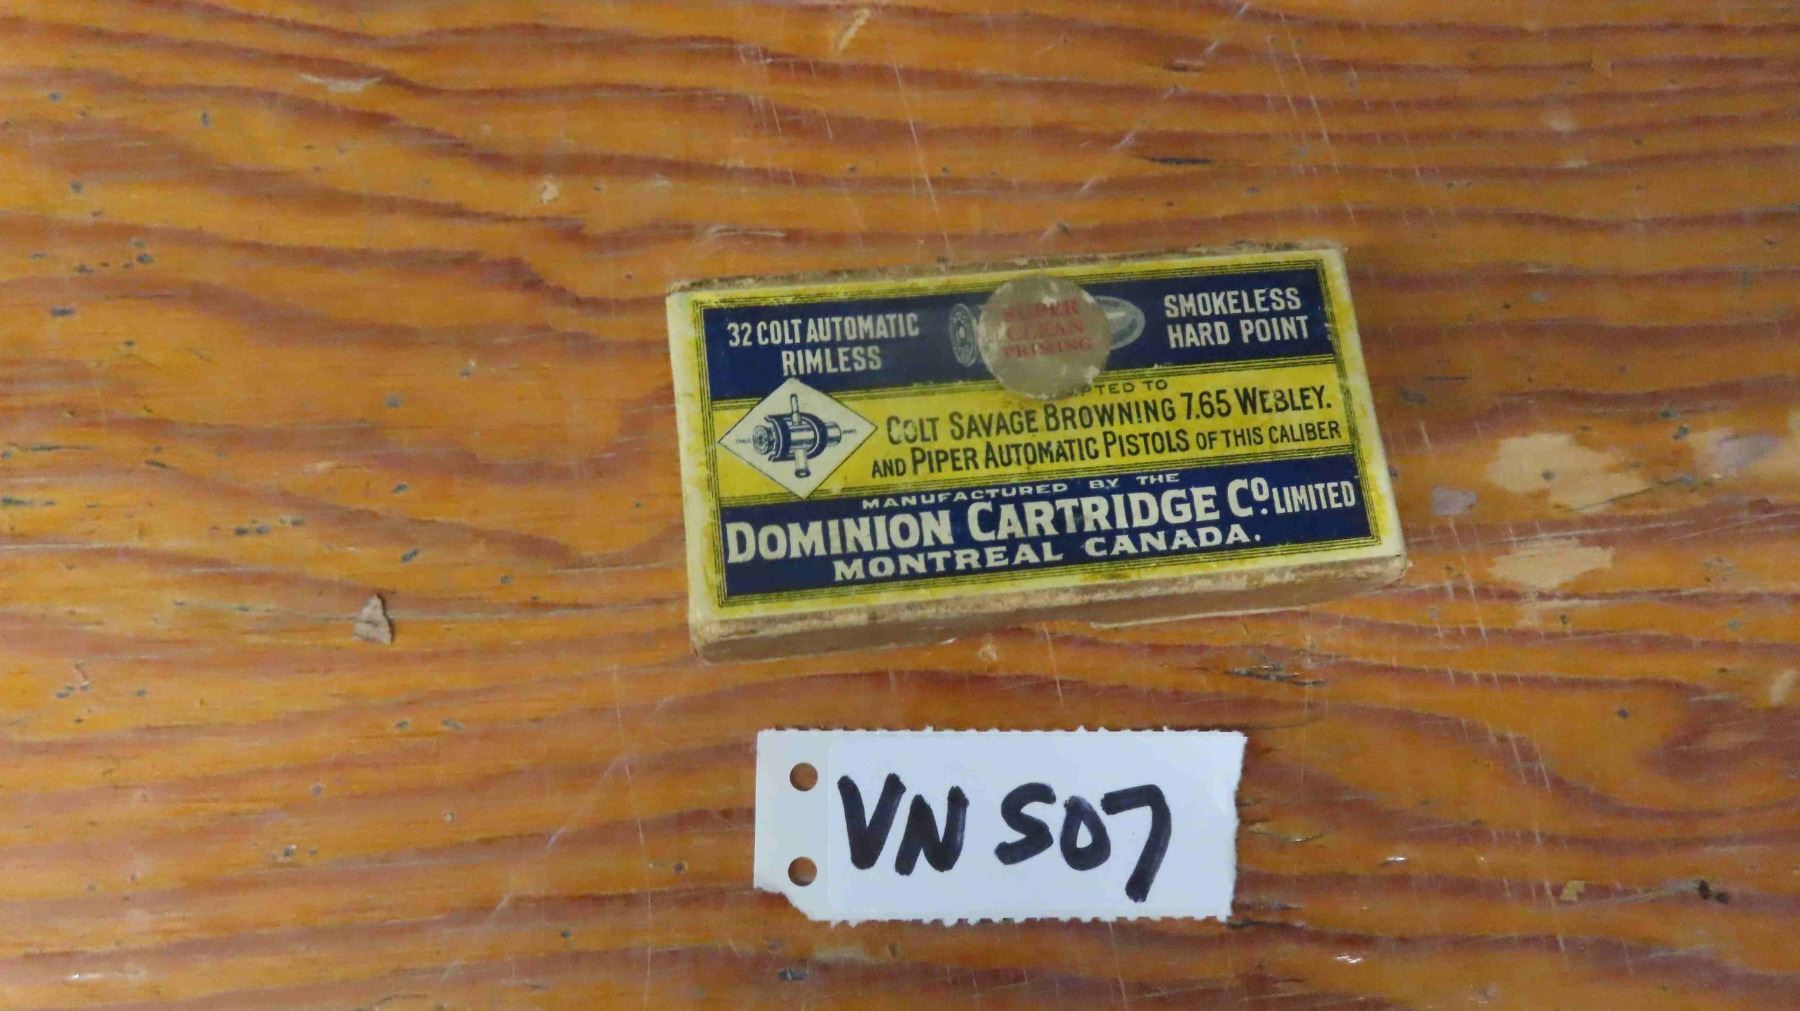 32 COLT AUTOMATIC
RIMLESS
SUPER
CLEAN
PRIMING
SMOKELESS
HARD POINT
TO
COLT SAVAGE BROWNING 7.65 WEBLEY.
AND PIPER AUTOMATIC PISTOLS OF THIS CALIBER
MANUFACTURED BY THE
DOMINION CARTRIDGE CO. LIMITED
MONTREAL CANADA.
VN 507